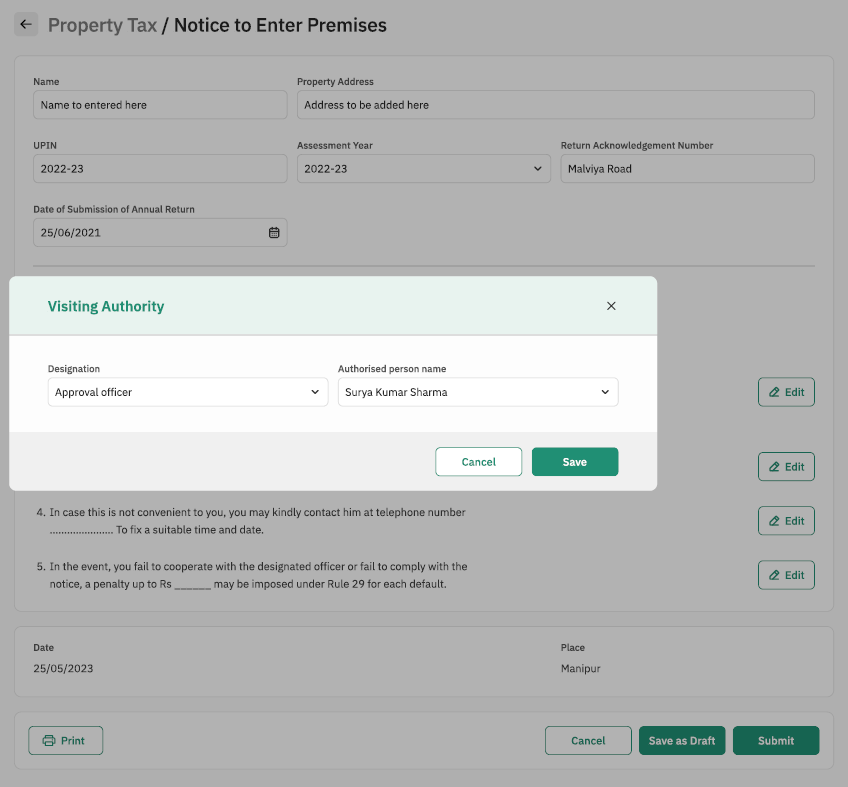 Property Tax / Notice to Enter Premises
Name
Property Address
Name to entered here
Address to be added here
UPIN
Assessment Year
Return Acknowledgement Number
2022-23
2022-23
Malviya Road
Date of Submission of Annual Return
25/06/2021
Visiting Authority
Designation
Authorised person name
Approval officer
Surya Kumar Sharma
Edit
Cancel
Save
Edit
4. In case this is not convenient to you, you may kindly contact him at telephone number
..................... To fix a suitable time and date.
Edit
5. In the event, you fail to cooperate with the designated officer or fail to comply with the
notice, a penalty up to Rs ______ may be imposed under Rule 29 for each default.
Edit
Date
Place
25/05/2023
Manipur
Print
Cancel
Save as Draft
Submit